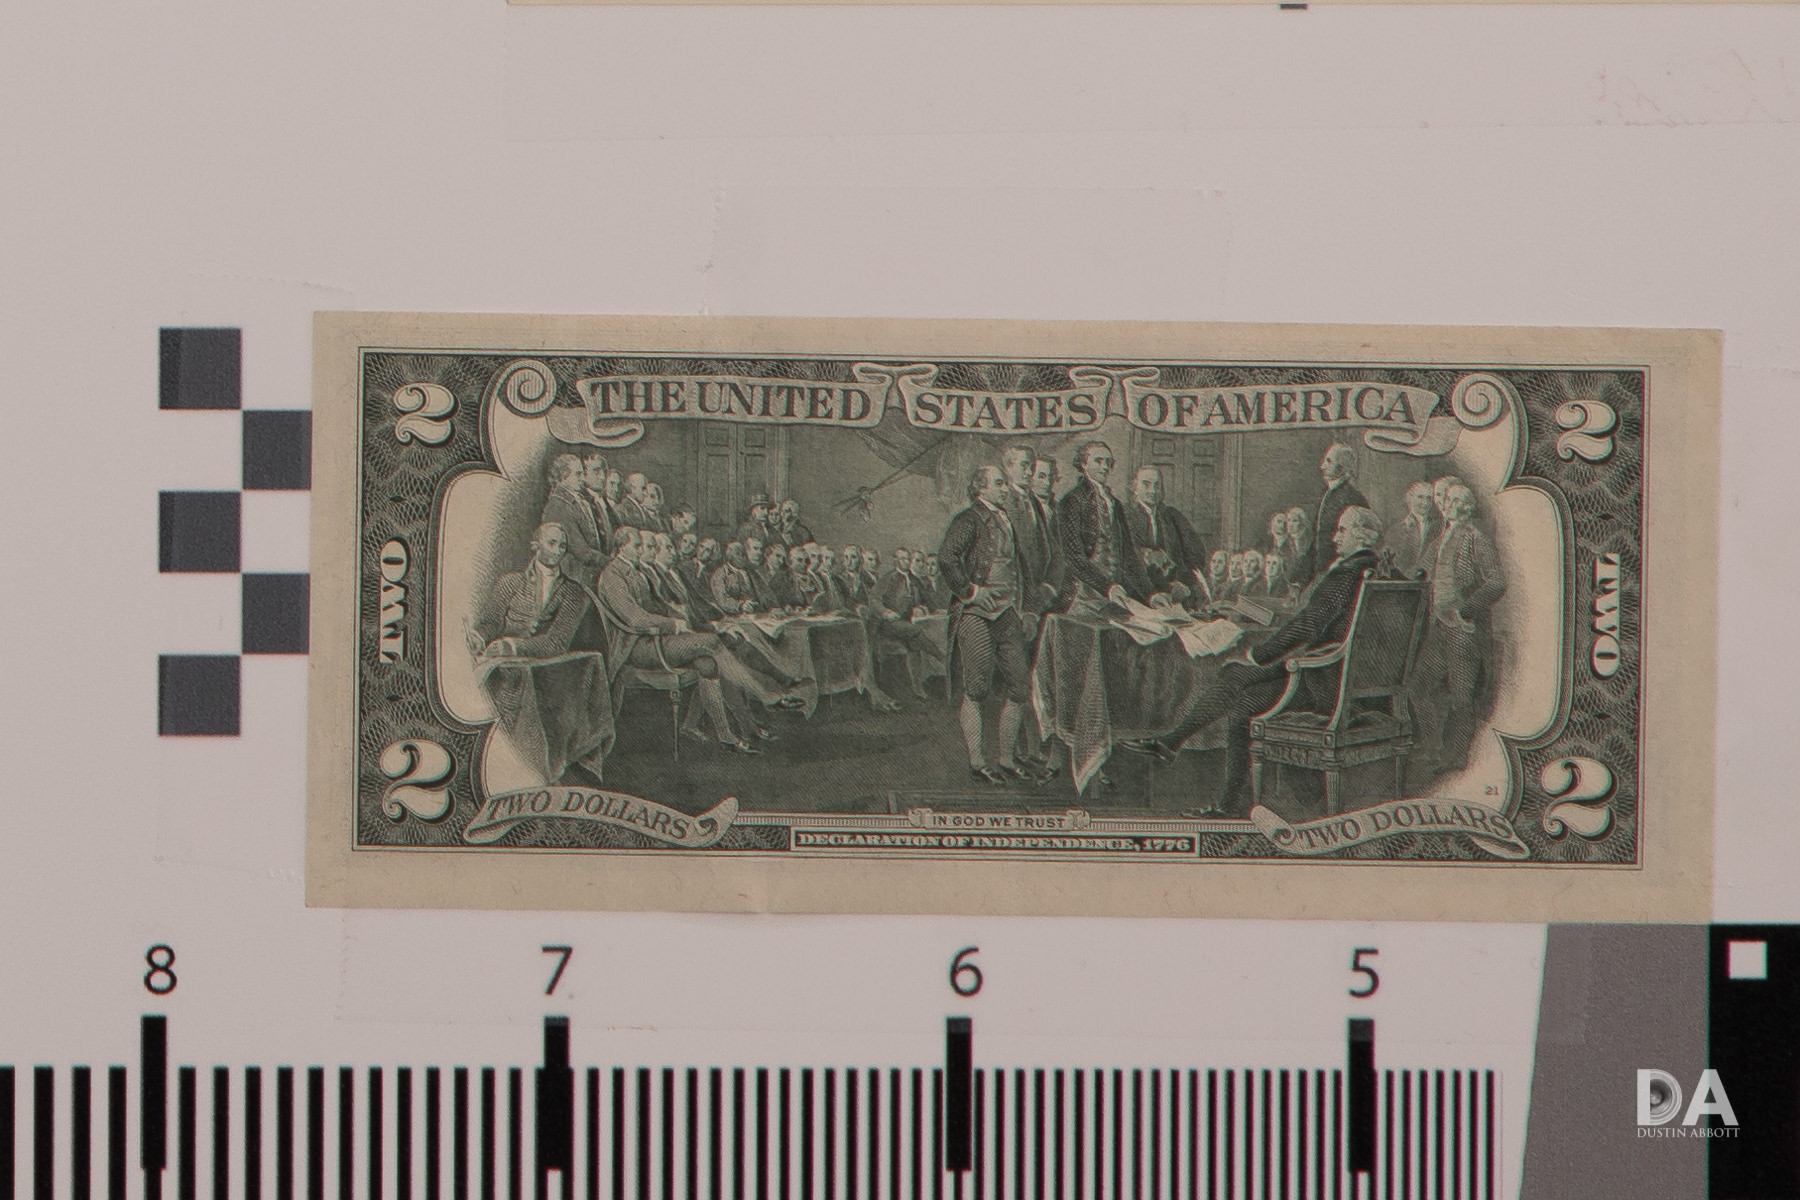 THE UNITED STATES OF AMERICA
2 2
TWO TWO
2 2
21
TWO DOLLARS TWO DOLLARS
IN GOD WE TRUST
DECLARATION OF INDEPENDENCE, 1776
8 7 6 5
DA
DUSTIN ABBOTT